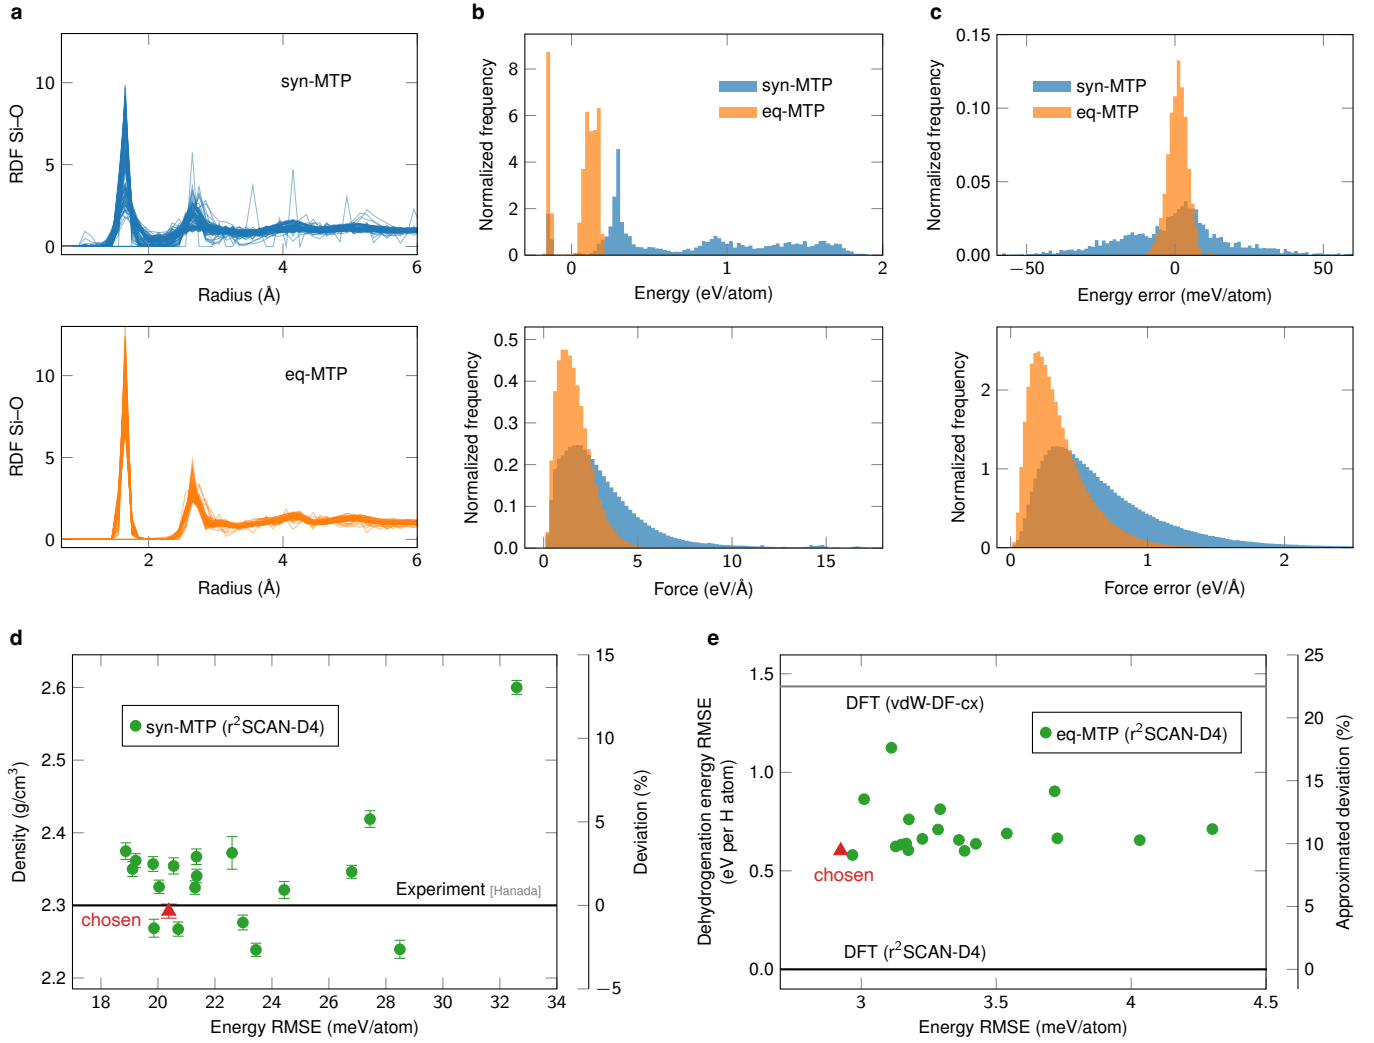 a
b
c
10
5
0
RDF Si–O
syn-MTP
2
4
6
Radius (Å)
8
6
4
2
0
Normalized frequency
syn-MTP
eq-MTP
0
1
2
Energy (eV/atom)
0.15
0.10
0.05
0.00
Normalized frequency
syn-MTP
eq-MTP
−50
0
50
Energy error (meV/atom)
10
5
0
RDF Si–O
eq-MTP
2
4
6
Radius (Å)
0.5
0.4
0.3
0.2
0.1
0.0
Normalized frequency
0
5
10
15
Force (eV/Å)
2
1
0
Normalized frequency
0
1
2
Force error (eV/Å)
d
2.6
2.5
2.4
2.3
2.2
Density (g/cm³)
syn-MTP (r²SCAN-D4)
Experiment [Hanada]
chosen
18
20
22
24
26
28
30
32
34
Energy RMSE (meV/atom)
15
10
5
0
−5
Deviation (%)
e
1.5
1.0
0.5
0.0
Dehydrogenation energy RMSE
(eV per H atom)
DFT (vdW-DF-cx)
eq-MTP (r²SCAN-D4)
chosen
DFT (r²SCAN-D4)
3
3.5
4
4.5
Energy RMSE (meV/atom)
25
20
15
10
5
0
Approximated deviation (%)